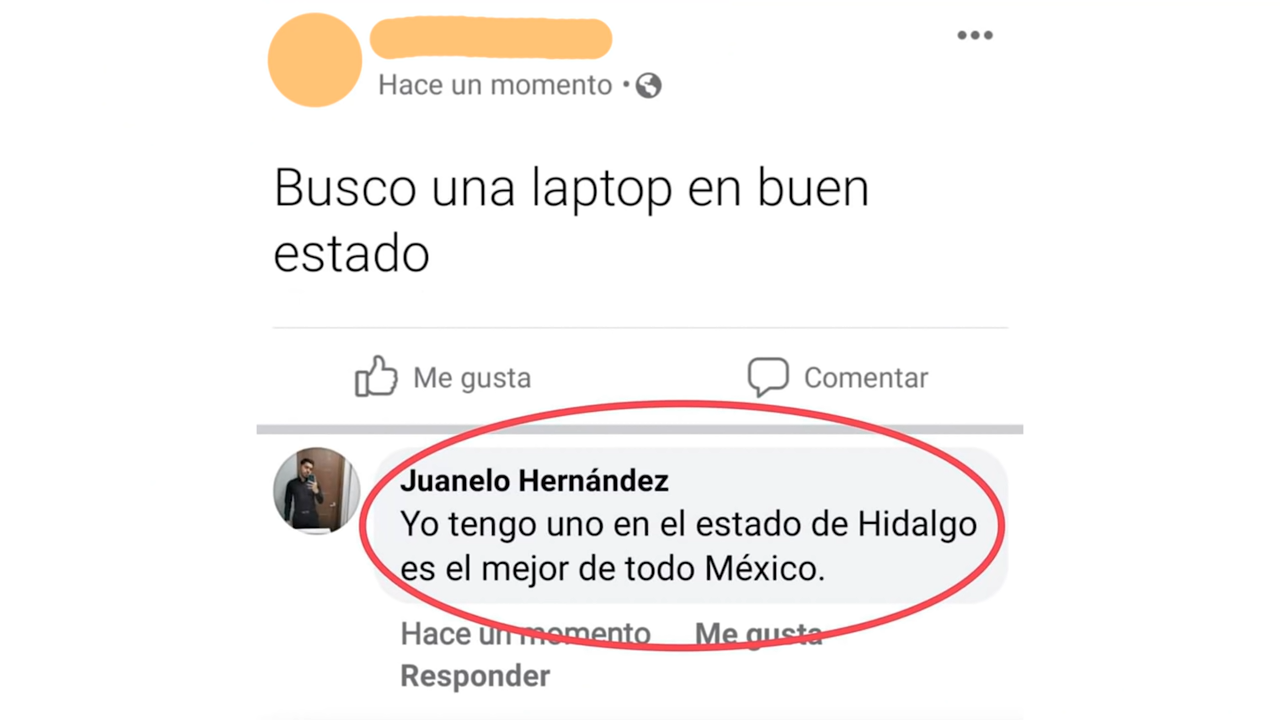 Hace un momento
Busco una laptop en buen
estado
Me gusta
Comentar
Juanelo Hernández
Yo tengo uno en el estado de Hidalgo
es el mejor de todo México.
Hace un momento Me gusta
Responder